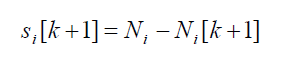 s_i[k+1] = N_i − N_i[k+1]